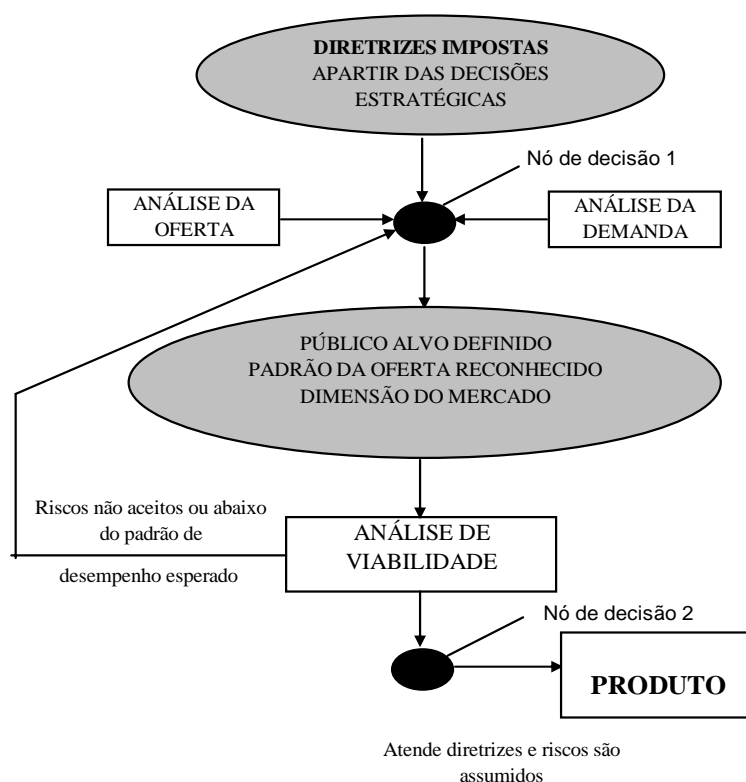 DIRETRIZES IMPOSTAS
APARTIR DAS DECISÕES
ESTRATÉGICAS
Nó de decisão 1
ANÁLISE DA
OFERTA
ANÁLISE DA
DEMANDA
PÚBLICO ALVO DEFINIDO
PADRÃO DA OFERTA RECONHECIDO
DIMENSÃO DO MERCADO
Riscos não aceitos ou abaixo
do padrão de
desempenho esperado
ANÁLISE DE
VIABILIDADE
Nó de decisão 2
PRODUTO
Atende diretrizes e riscos são
assumidos